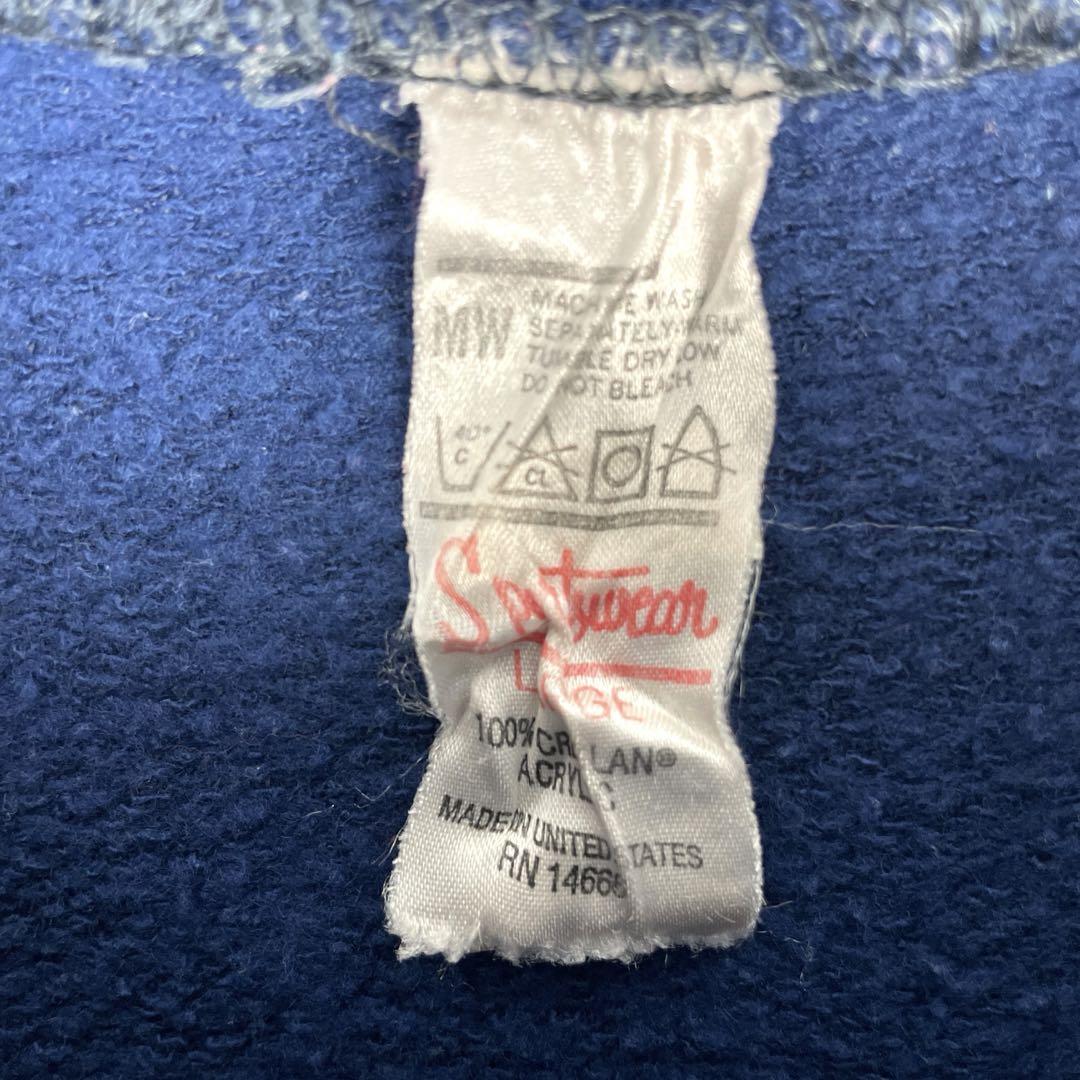 MW
MACHINE WASH
SEPARATELY-WARM
TUMBLE DRY LOW
DO NOT BLEACH
40°
C
CL
Sportswear
LARGE
100% CRESLAN®
ACRYLIC
MADE IN UNITED STATES
RN 14666